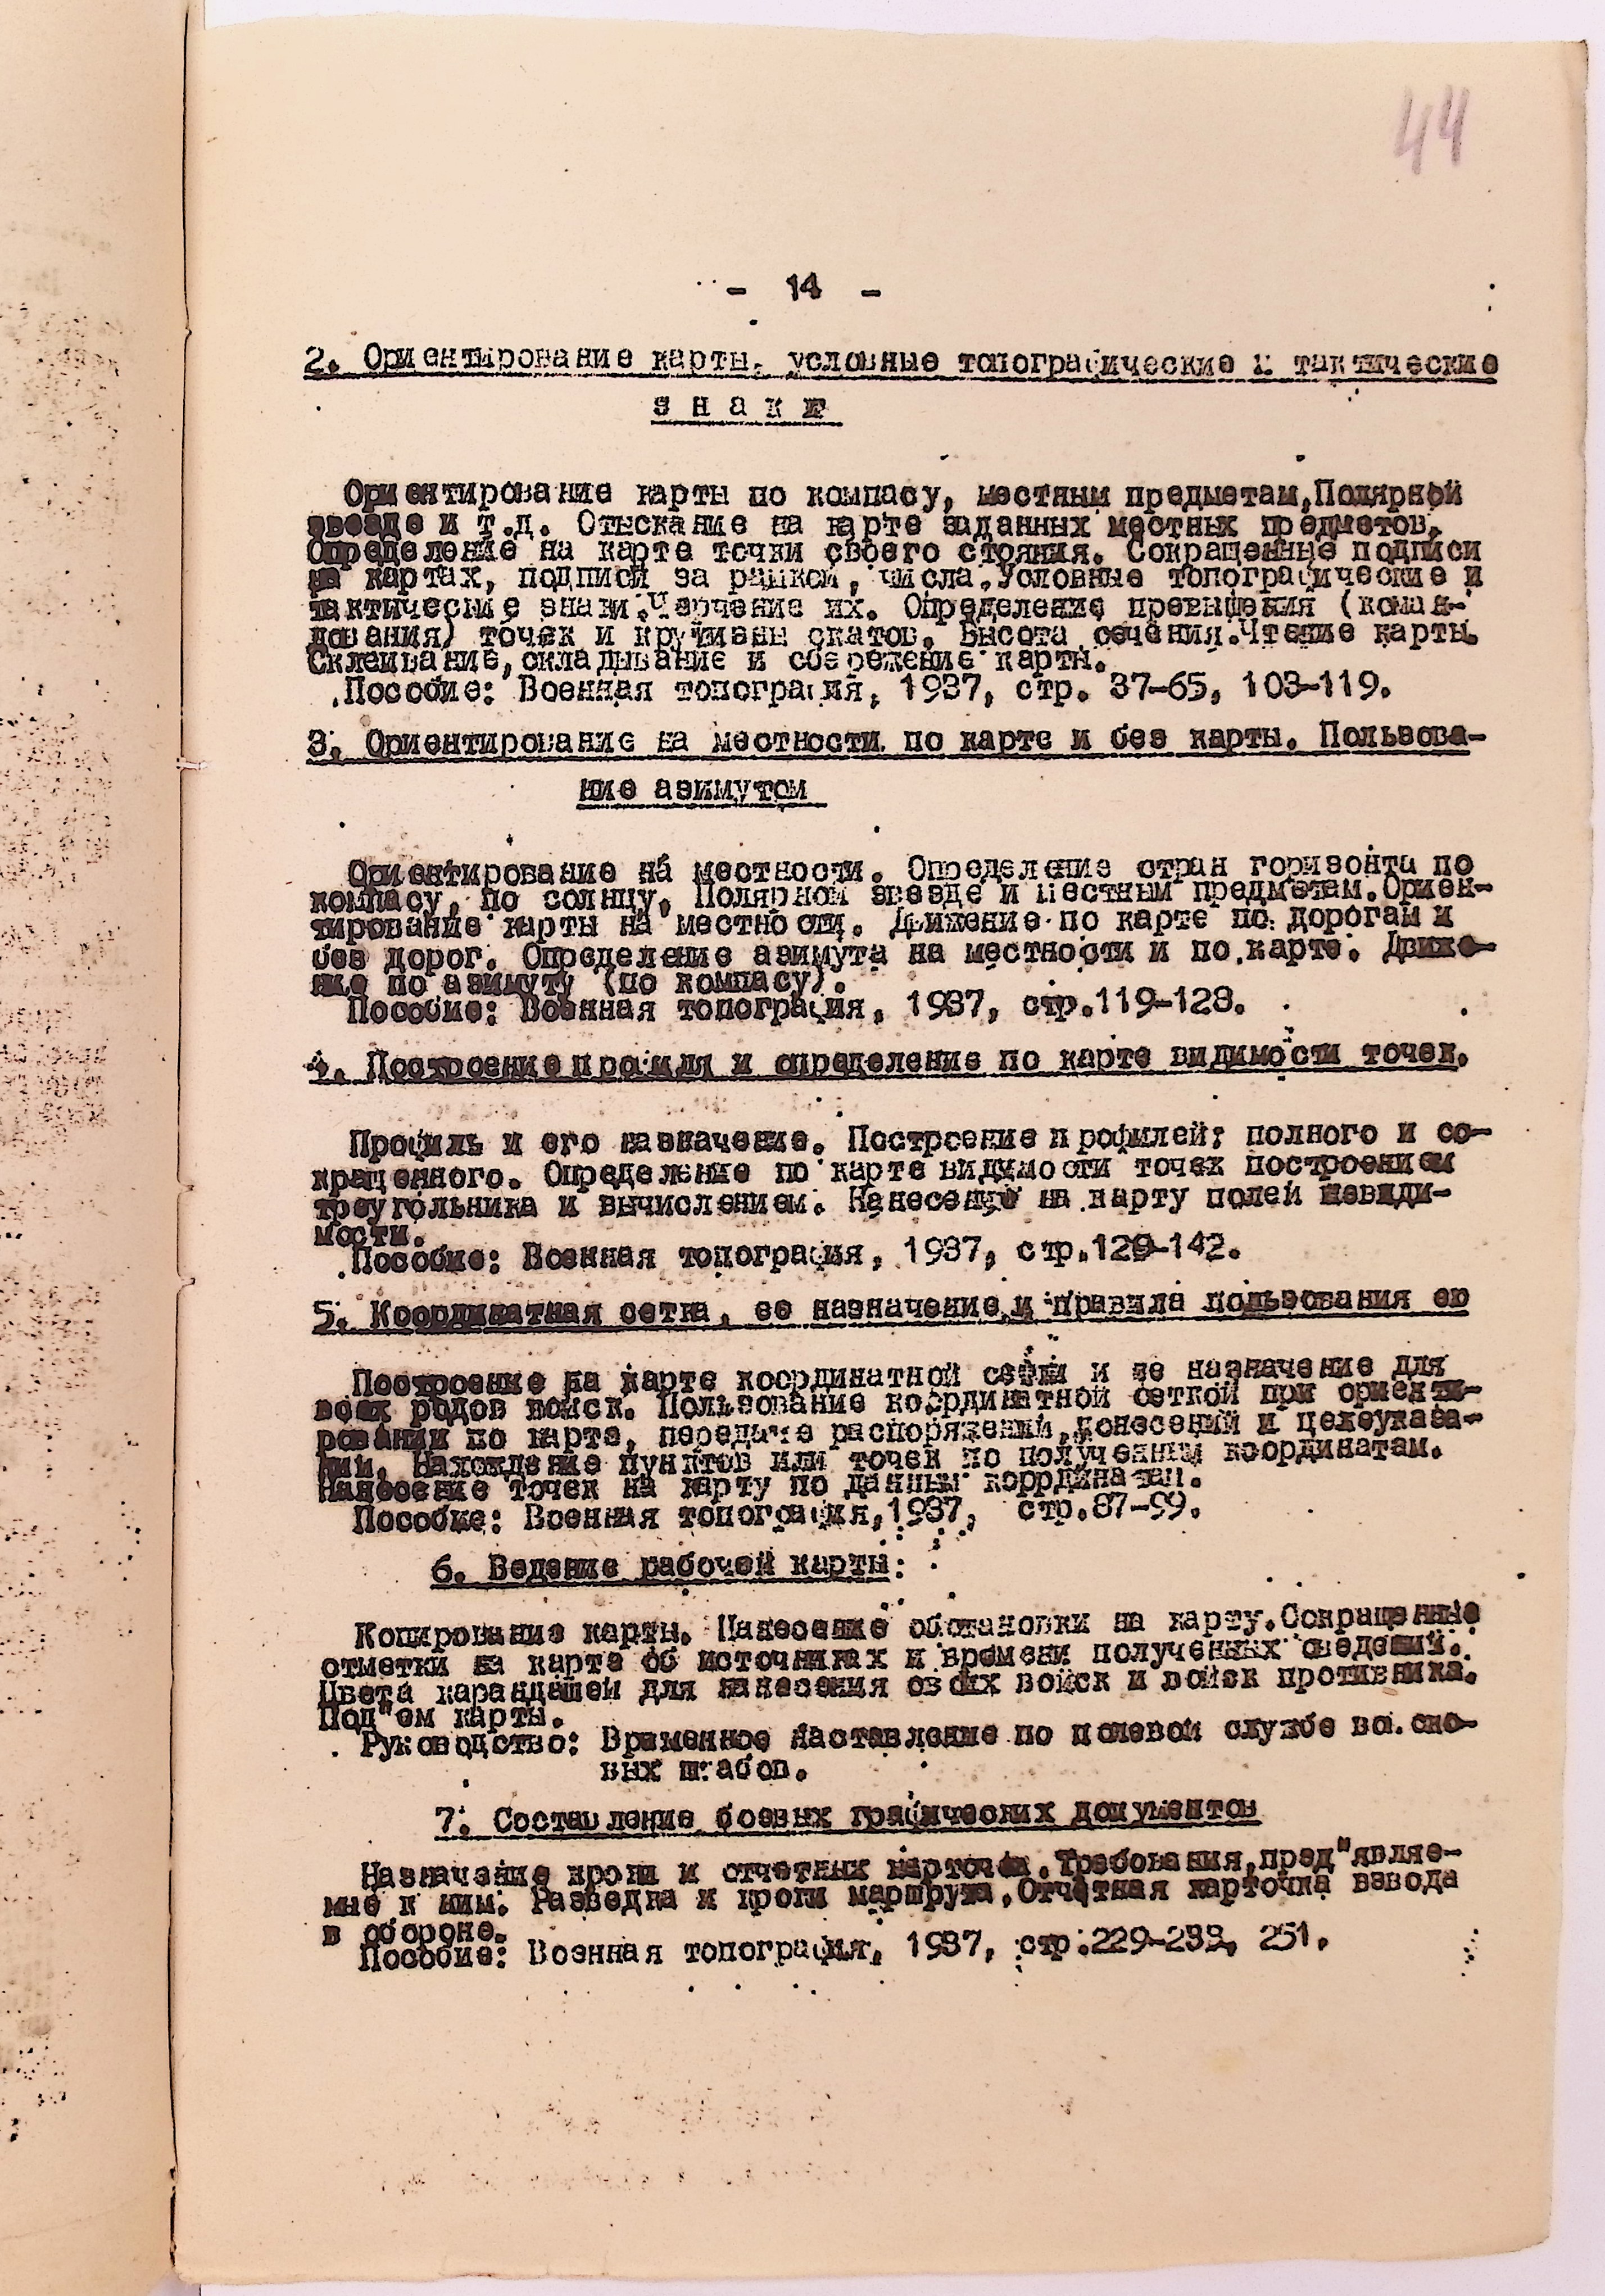 44
- 14 -
2. Ориентирование карты, условные топографические и тактические
з н а к и
Ориентирование карты по компасу, местным предметам, Полярной
звезде и т.д. Отыскание на карте заданных местных предметов.
Определение на карте точки своего стояния. Сокращенные подписи
на картах, подписи за рамкой, числа. Условные топографические и
тактические знаки. Черчение их. Определение превышения (коман-
дования) точек и крутизны скатов. Высота сечения. Чтение карты.
Склеивание, складывание и сбережение карты.
Пособие: Военная топография, 1937, стр. 37-65, 103-119.
3. Ориентирование на местности по карте и без карты. Пользова-
ние азимутом
Ориентирование на местности. Определение стран горизонта по
компасу, по солнцу, Полярной звезде и местным предметам. Ориен-
тирование карты на местности. Движение по карте по дорогам и
без дорог. Определение азимута на местности и по карте. Движе-
ние по азимуту (по компасу).
Пособие: Военная топография, 1937, стр.119-128.
4. Построение профиля и определение по карте видимости точек.
Профиль и его назначение. Построение профилей: полного и со-
кращенного. Определение по карте видимости точек построением
треугольника и вычислением. Нанесение на карту полей невиди-
мости.
Пособие: Военная топография, 1937, стр.129-142.
5. Координатная сетка, ее назначение и правила пользования ею
Построение на карте координатной сетки и ее назначение для
всех родов войск. Пользование координатной сеткой при ориенти-
ровании по карте, передаче распоряжений, донесений и целеуказа-
нии. Нахождение пунктов или точек по полученным координатам.
Нанесение точек на карту по данным коррдинатам.
Пособие: Военная топография, 1937, стр.87-99.
6. Ведение рабочей карты:
Копирование карты. Нанесение обстановки на карту. Сокращенные
отметки на карте об источниках и времени полученных сведений.
Цвета карандашей для нанесения своих войск и войск противника.
Под"ем карты.
Руководство: Временное наставление по полевой службе войско-
вых штабов.
7. Составление боевых графических документов
Назначение кроки и отчетных карточек. Требования, пред"являе-
мые к ним. Разведка и кроки маршрута. Отчетная карточка взвода
в обороне.
Пособие: Военная топография, 1937, стр.229-233, 251.